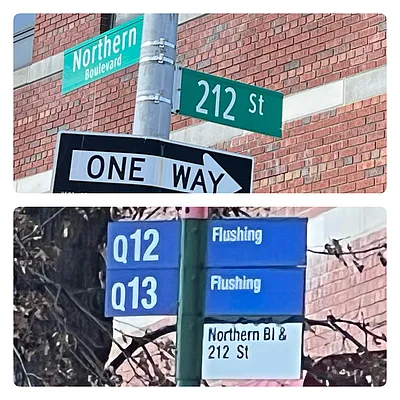 Northern
Boulevard
212 St
ONE WAY
Q12
Flushing
Q13
Flushing
Northern Bl &
212 St